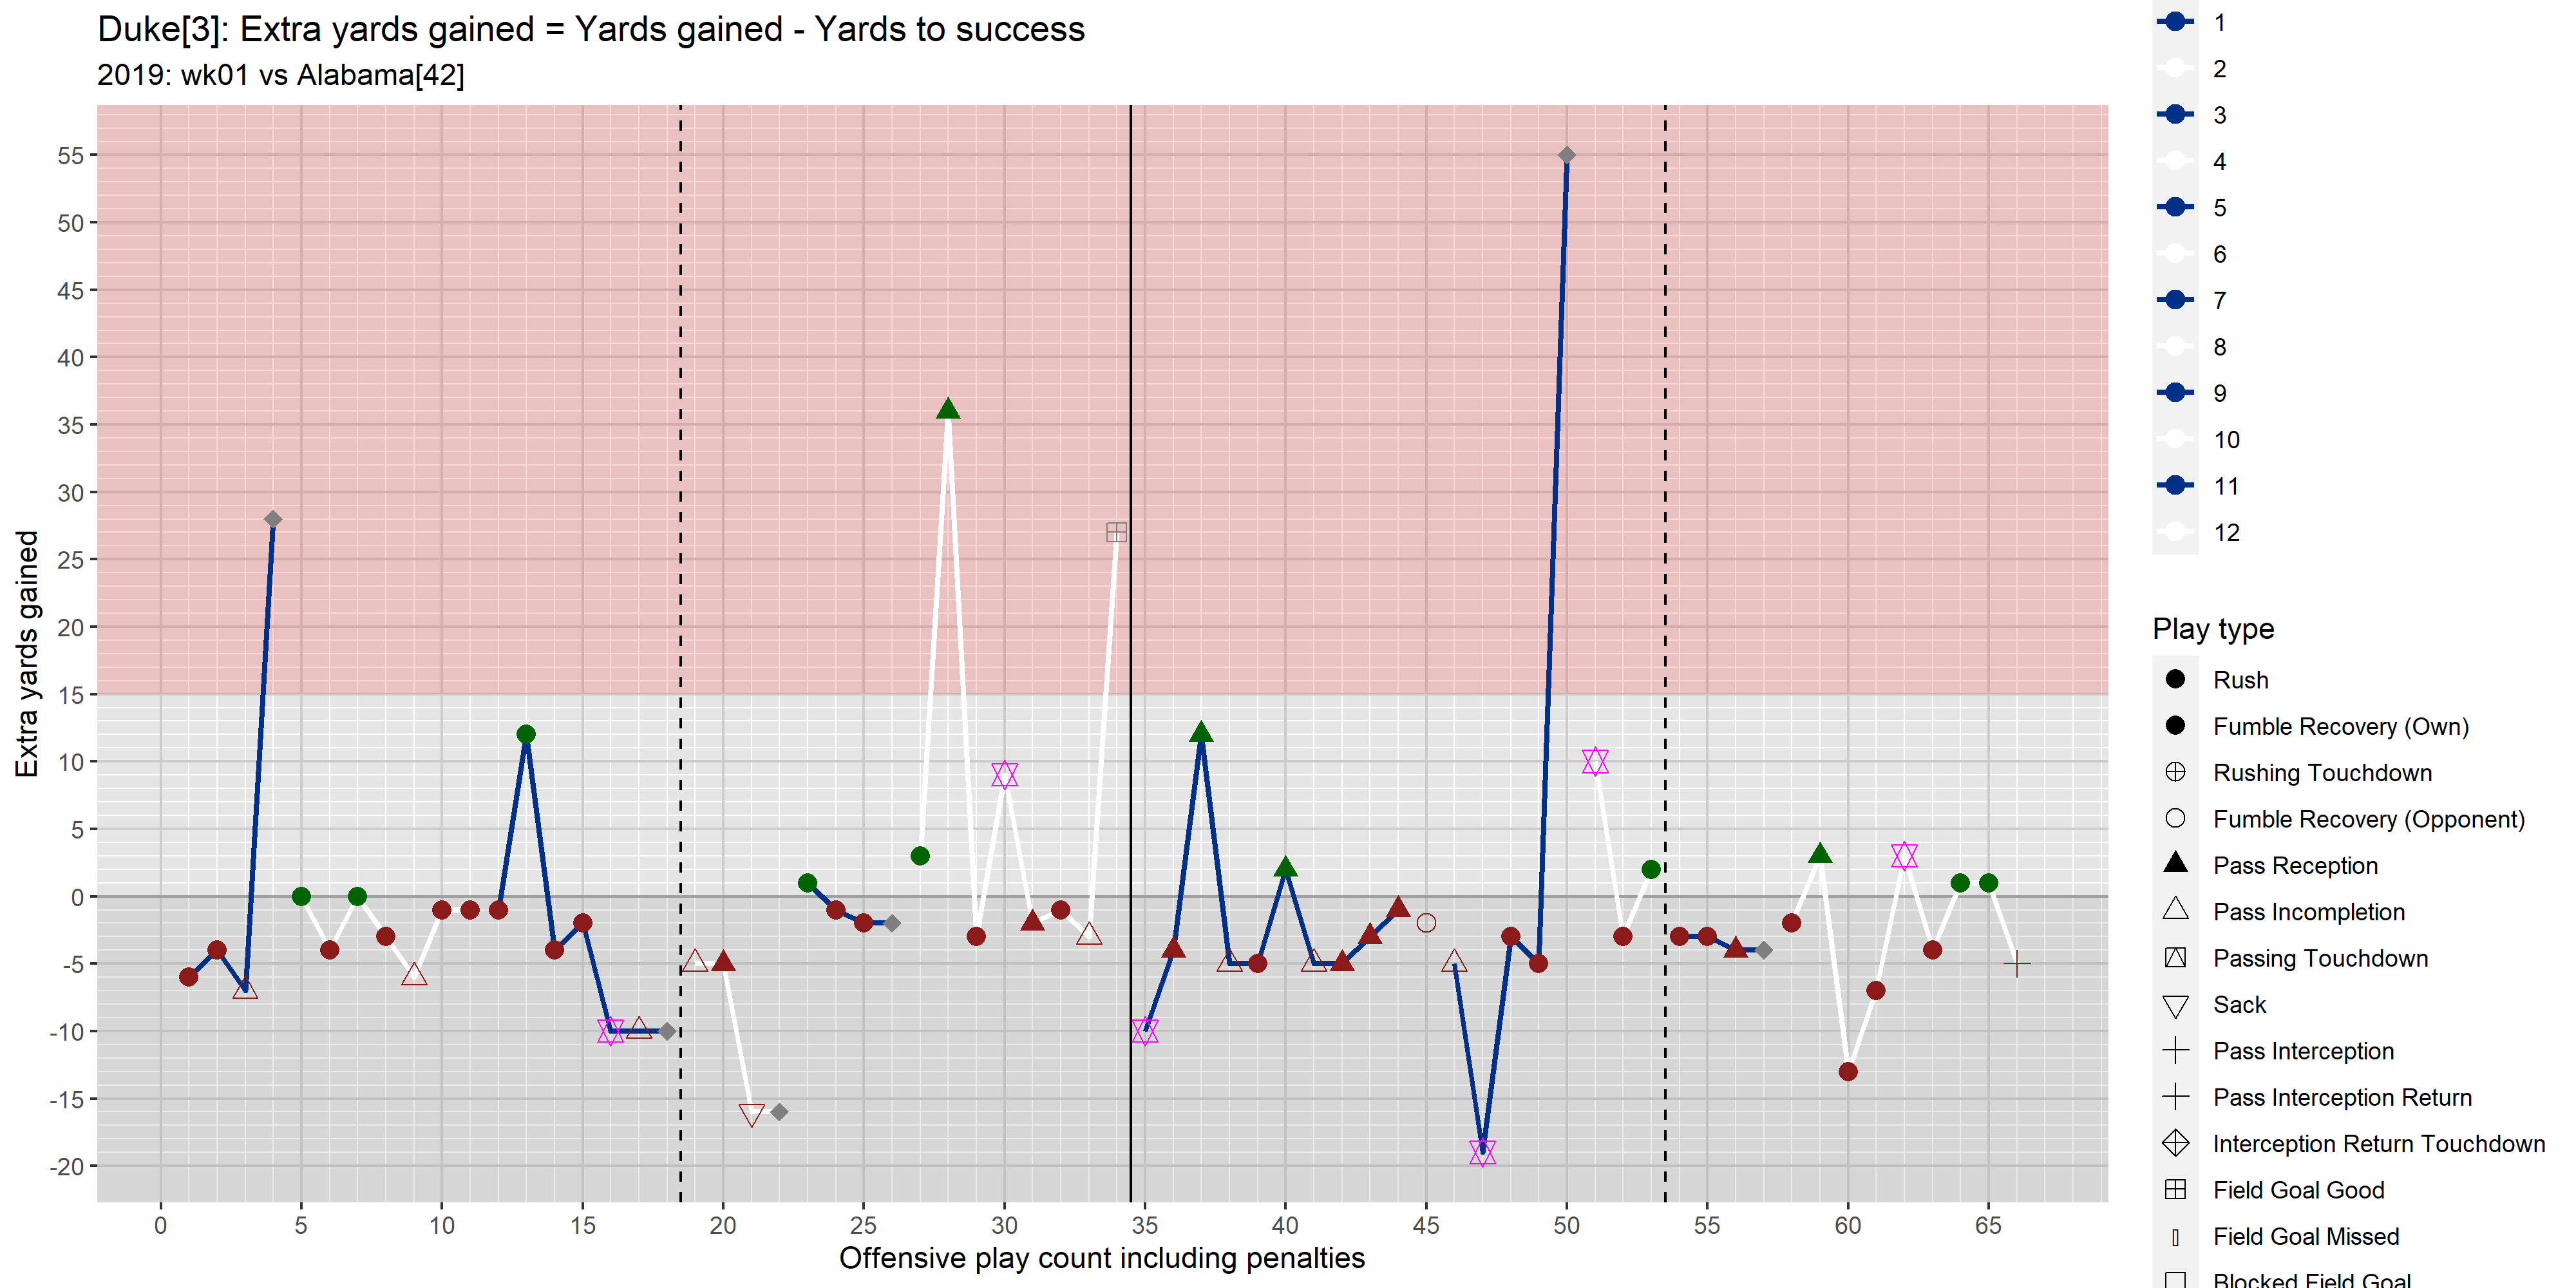 Duke[3]: Extra yards gained = Yards gained - Yards to success
2019: wk01 vs Alabama[42]
Extra yards gained
55
50
45
40
35
30
25
20
15
10
5
0
-5
-10
-15
-20
0 5 10 15 20 25 30 35 40 45 50 55 60 65
Offensive play count including penalties
1
2
3
4
5
6
7
8
9
10
11
12
Play type
Rush
Fumble Recovery (Own)
Rushing Touchdown
Fumble Recovery (Opponent)
Pass Reception
Pass Incompletion
Passing Touchdown
Sack
Pass Interception
Pass Interception Return
Interception Return Touchdown
Field Goal Good
Field Goal Missed
Blocked Field Goal